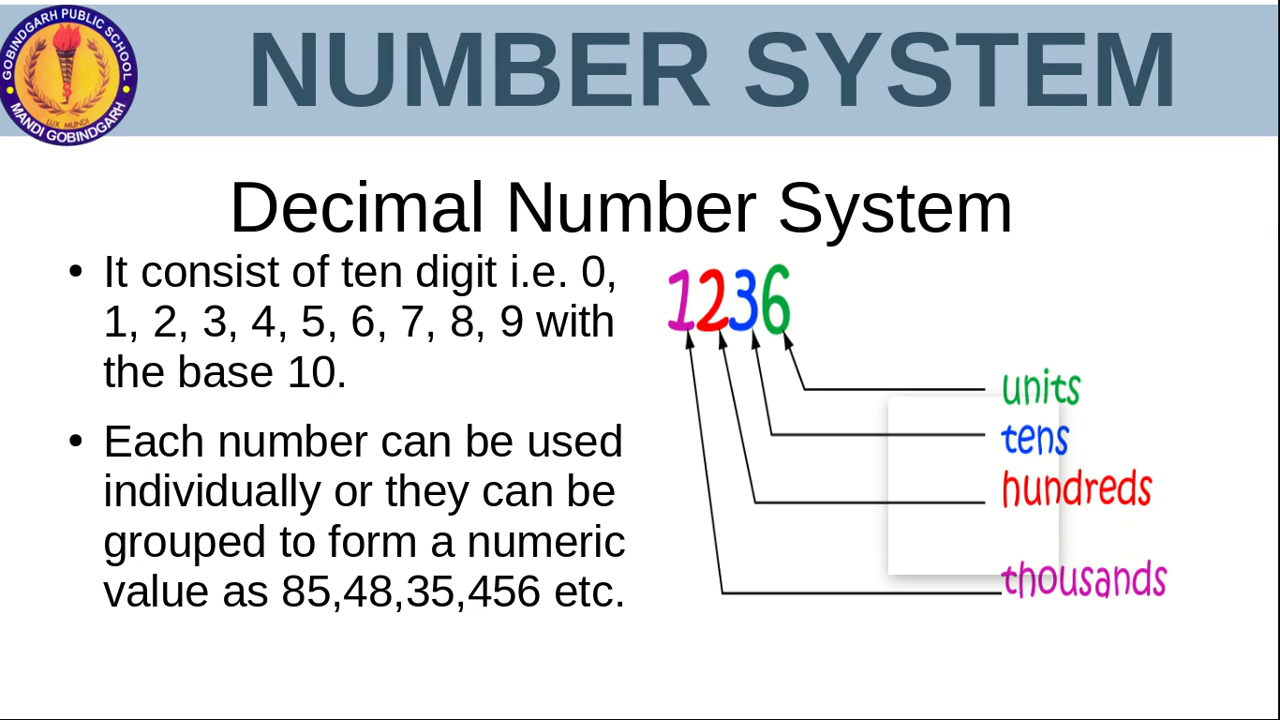 GOBINDGARH PUBLIC SCHOOL
LUX MUNDI
MANDI GOBINDGARH
NUMBER SYSTEM
Decimal Number System
• It consist of ten digit i.e. 0,
1, 2, 3, 4, 5, 6, 7, 8, 9 with
the base 10.
• Each number can be used
individually or they can be
grouped to form a numeric
value as 85,48,35,456 etc.
1236
units
tens
hundreds
thousands